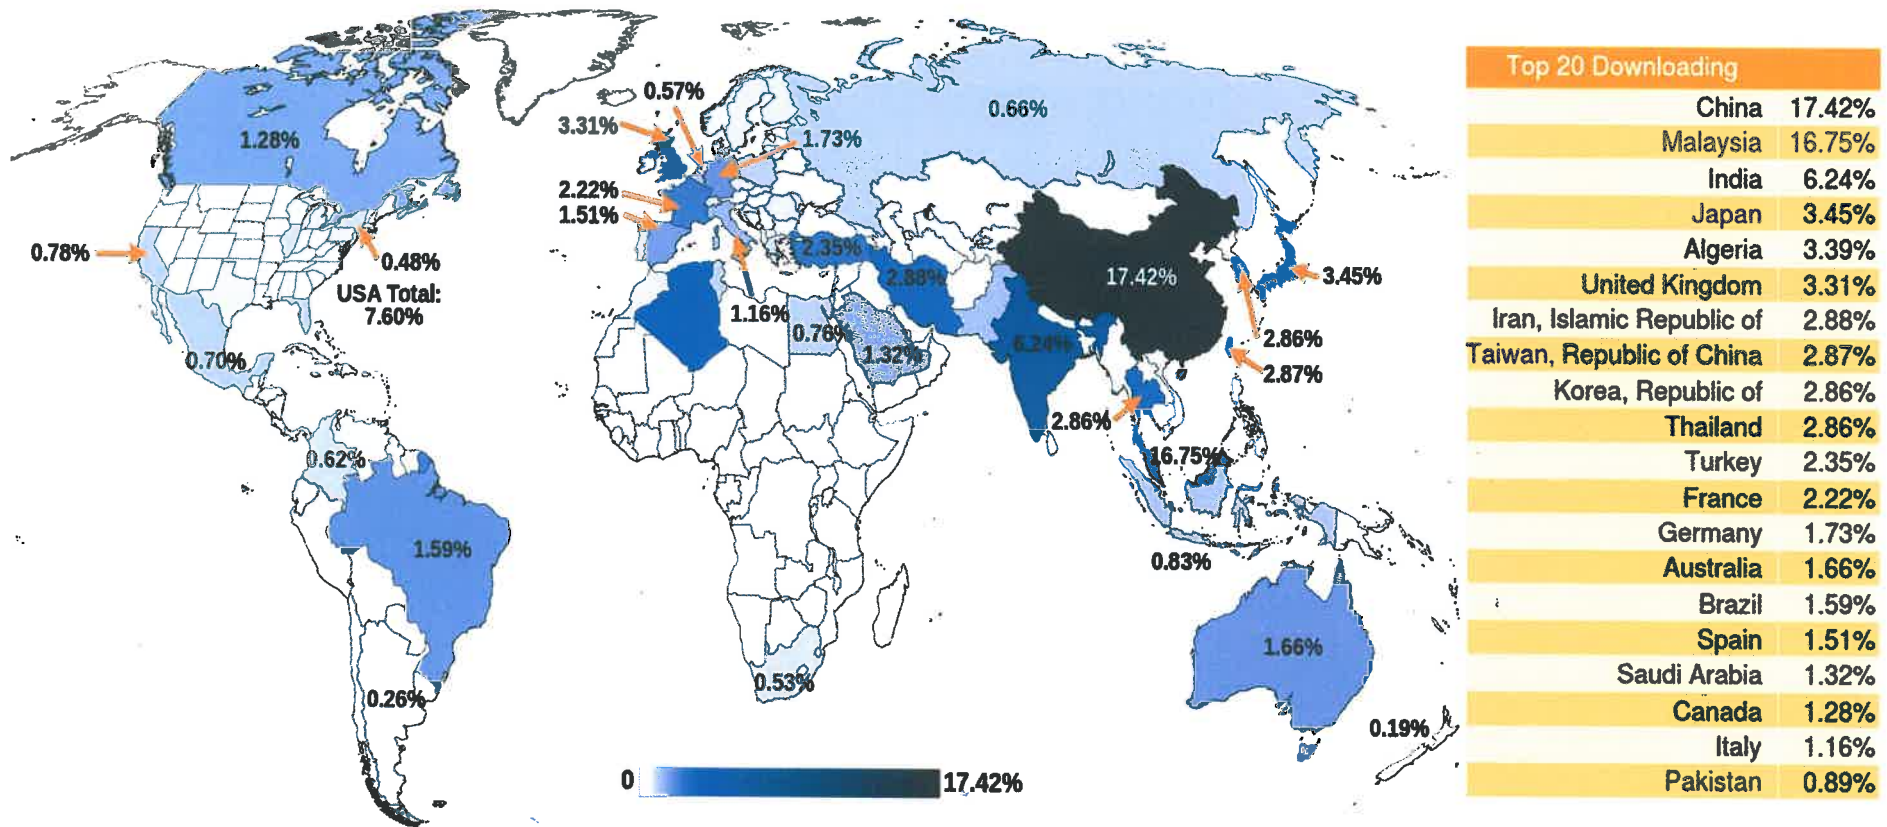 1.28%
0.78%
0.48%
USA Total:
7.60%
0.70%
0.62%
1.59%
0.26%
0.57%
3.31%
1.73%
0.66%
2.22%
1.51%
2.35%
2.88%
17.42%
3.45%
1.16%
0.76%
1.32%
6.24%
2.86%
2.87%
2.86%
16.75%
0.83%
0.53%
1.66%
0.19%
0
17.42%
Top 20 Downloading
China 17.42%
Malaysia 16.75%
India 6.24%
Japan 3.45%
Algeria 3.39%
United Kingdom 3.31%
Iran, Islamic Republic of 2.88%
Taiwan, Republic of China 2.87%
Korea, Republic of 2.86%
Thailand 2.86%
Turkey 2.35%
France 2.22%
Germany 1.73%
Australia 1.66%
Brazil 1.59%
Spain 1.51%
Saudi Arabia 1.32%
Canada 1.28%
Italy 1.16%
Pakistan 0.89%